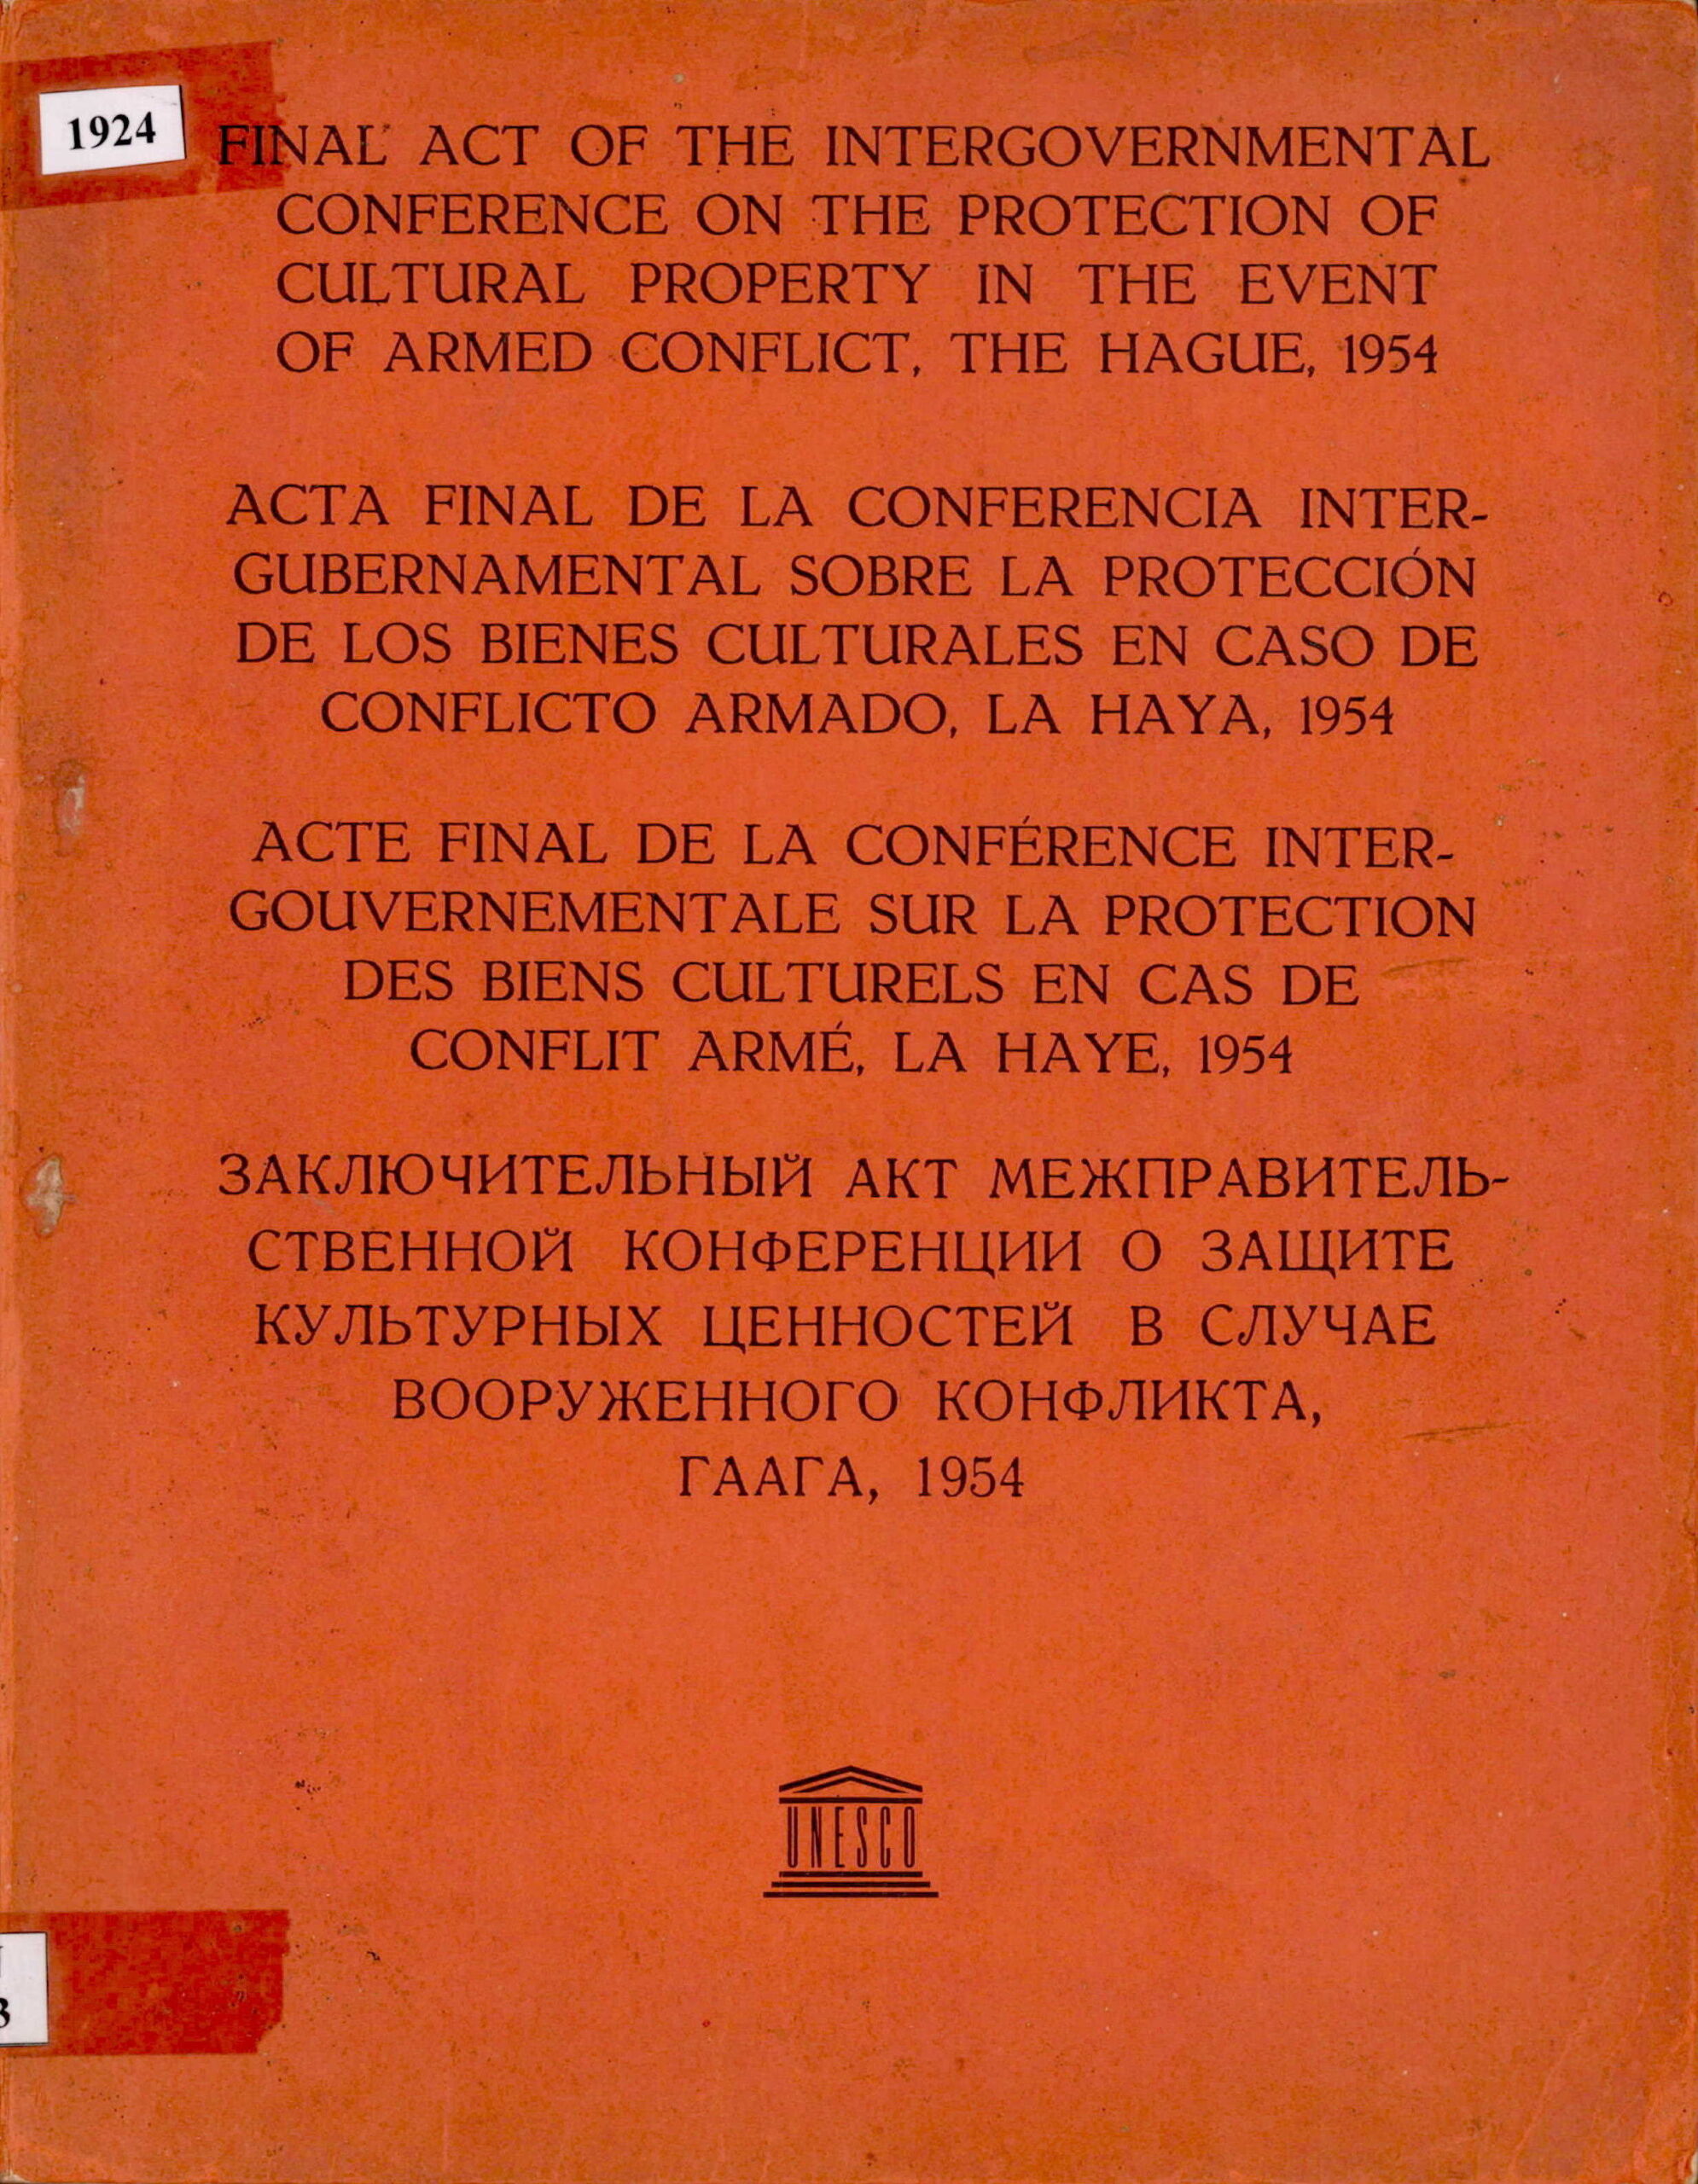 1924
FINAL ACT OF THE INTERGOVERNMENTAL
CONFERENCE ON THE PROTECTION OF
CULTURAL PROPERTY IN THE EVENT
OF ARMED CONFLICT, THE HAGUE, 1954
ACTA FINAL DE LA CONFERENCIA INTER-
GUBERNAMENTAL SOBRE LA PROTECCIÓN
DE LOS BIENES CULTURALES EN CASO DE
CONFLICTO ARMADO, LA HAYA, 1954
ACTE FINAL DE LA CONFÉRENCE INTER-
GOUVERNEMENTALE SUR LA PROTECTION
DES BIENS CULTURELS EN CAS DE
CONFLIT ARMÉ, LA HAYE, 1954
ЗАКЛЮЧИТЕЛЬНЫЙ АКТ МЕЖПРАВИТЕЛЬ-
СТВЕННОЙ КОНФЕРЕНЦИИ О ЗАЩИТЕ
КУЛЬТУРНЫХ ЦЕННОСТЕЙ В СЛУЧАЕ
ВООРУЖЕННОГО КОНФЛИКТА,
ГААГА, 1954
UNESCO